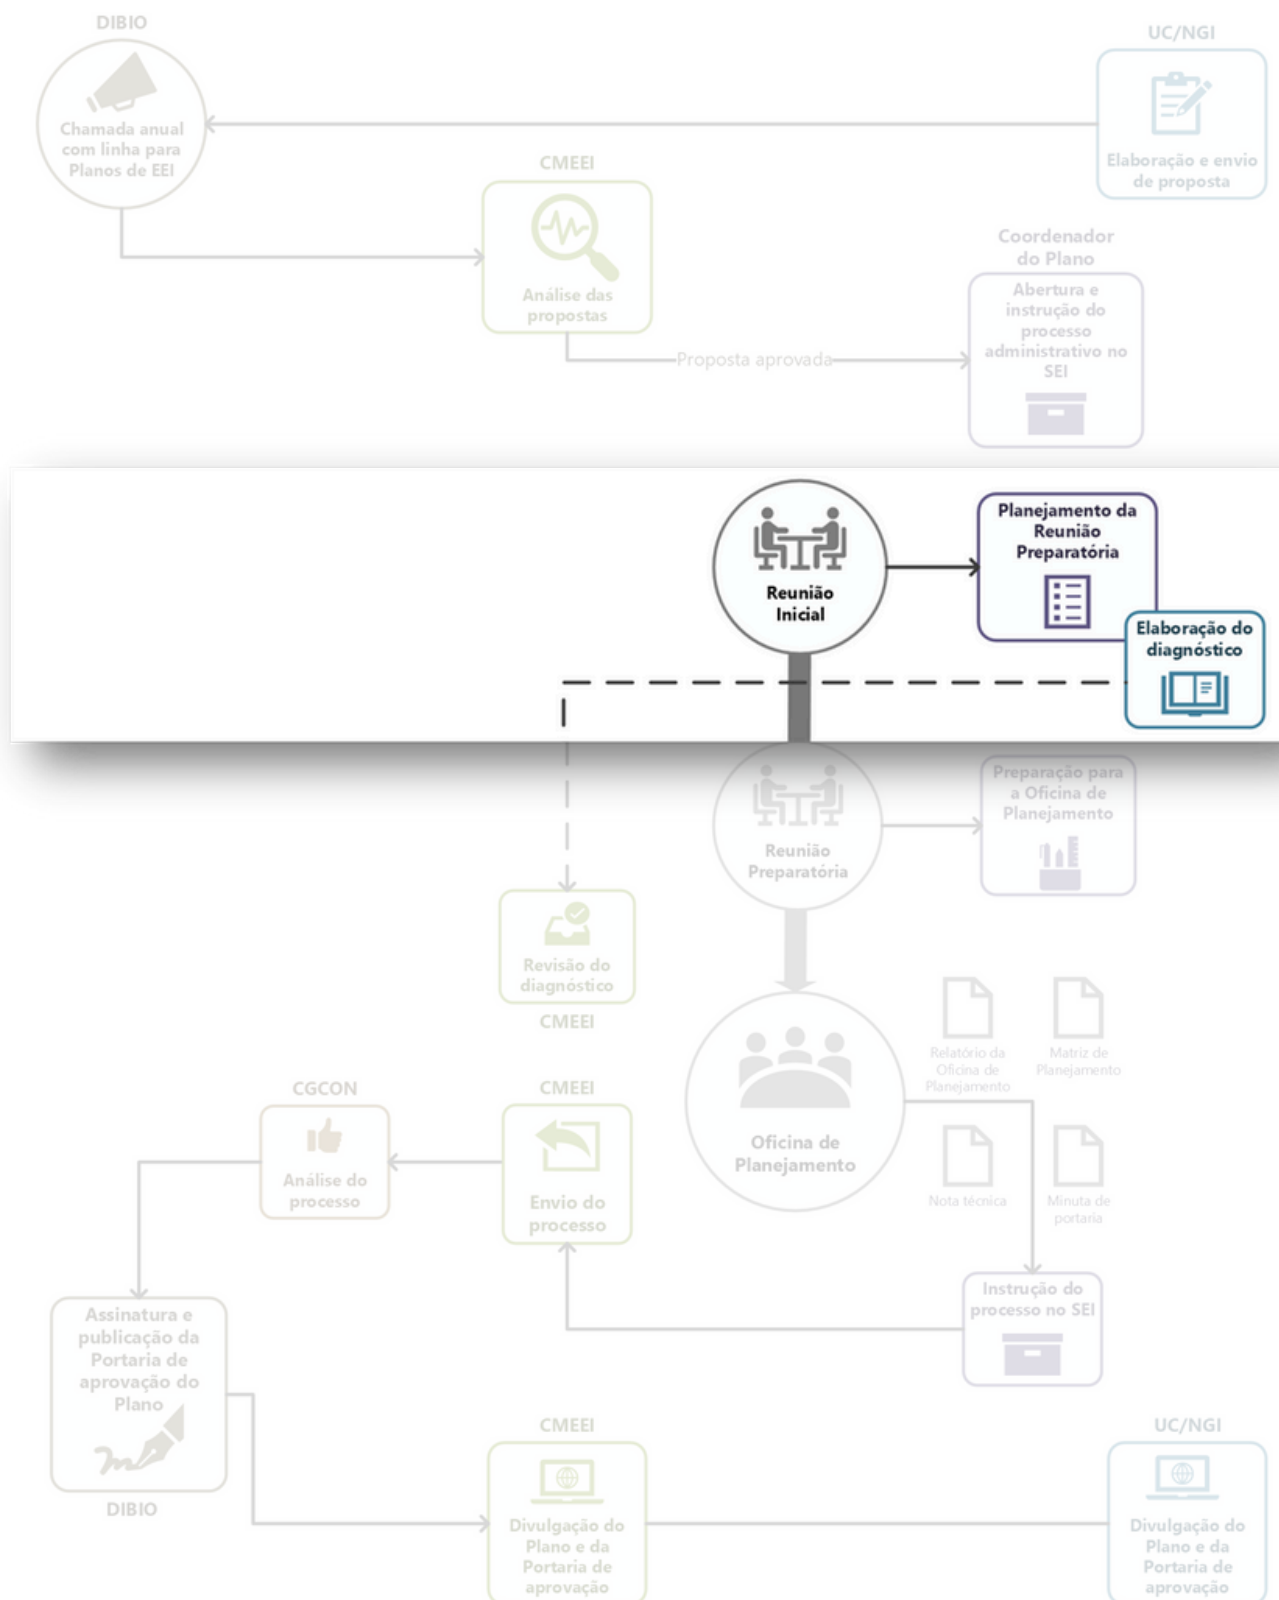 DIBIO
Chamada anual
com linha para
Planos de EEI
UC/NGI
Elaboração e envio
de proposta
CMEEI
Análise das
propostas
Proposta aprovada
Coordenador
do Plano
Abertura e
instrução do
processo
administrativo no
SEI
Reunião
Inicial
Planejamento da
Reunião
Preparatória
Elaboração do
diagnóstico
Reunião
Preparatória
Preparação para
a Oficina de
Planejamento
Revisão do
diagnóstico
CMEEI
Oficina de
Planejamento
Relatório da
Oficina de
Planejamento
Matriz de
Planejamento
Nota técnica
Minuta de
portaria
Instrução do
processo no SEI
CMEEI
Envio do
processo
CGCON
Análise do
processo
Assinatura e
publicação da
Portaria de
aprovação do
Plano
DIBIO
CMEEI
Divulgação do
Plano e da
Portaria de
aprovação
UC/NGI
Divulgação do
Plano e da
Portaria de
aprovação